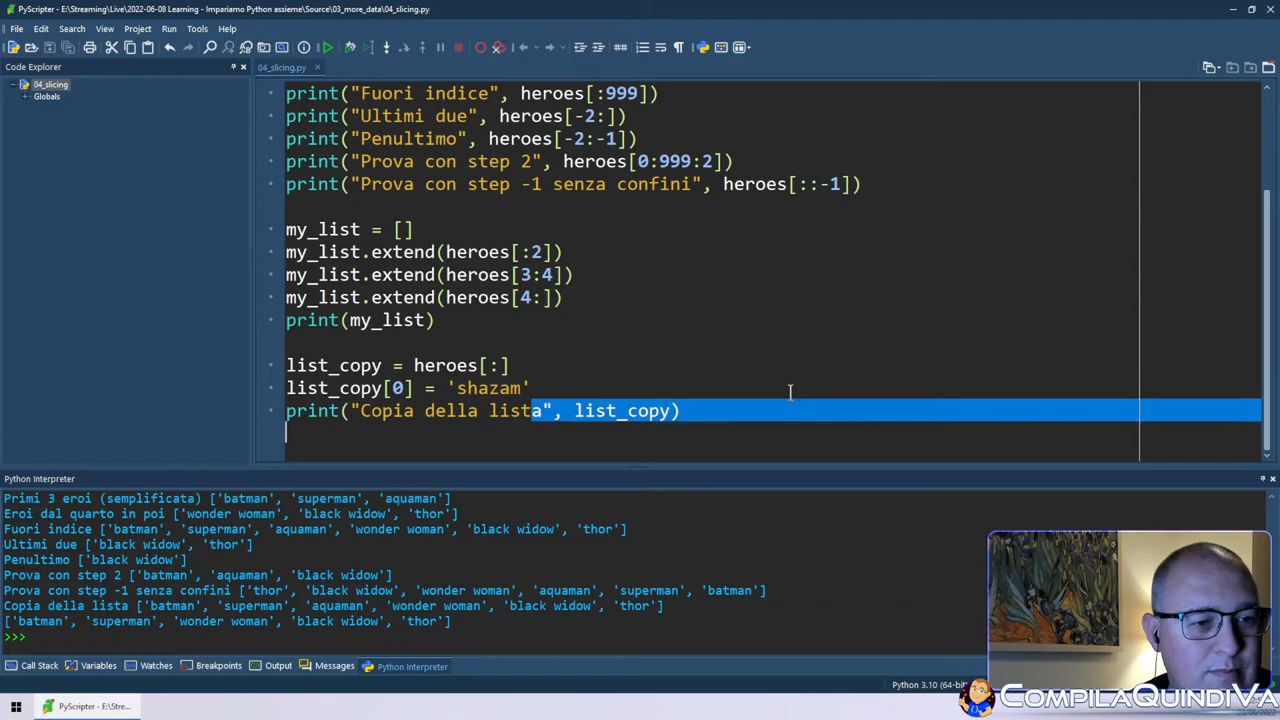 PyScripter - E:\Streaming\Live\2022-06-08 Learning - Impariamo Python assieme\Source\03_more_data\04_slicing.py
File Edit Search View Project Run Tools Help
Code Explorer
04_slicing.py
04_slicing
Globals
print("Fuori indice", heroes[:999])
print("Ultimi due", heroes[-2:])
print("Penultimo", heroes[-2:-1])
print("Prova con step 2", heroes[0:999:2])
print("Prova con step -1 senza confini", heroes[::-1])
my_list = []
my_list.extend(heroes[:2])
my_list.extend(heroes[3:4])
my_list.extend(heroes[4:])
print(my_list)
list_copy = heroes[:]
list_copy[0] = 'shazam'
print("Copia della lista", list_copy)
Python Interpreter
Primi 3 eroi (semplificata) ['batman', 'superman', 'aquaman']
Eroi dal quarto in poi ['wonder woman', 'black widow', 'thor']
Fuori indice ['batman', 'superman', 'aquaman', 'wonder woman', 'black widow', 'thor']
Ultimi due ['black widow', 'thor']
Penultimo ['black widow']
Prova con step 2 ['batman', 'aquaman', 'black widow']
Prova con step -1 senza confini ['thor', 'black widow', 'wonder woman', 'aquaman', 'superman', 'batman']
Copia della lista ['batman', 'superman', 'aquaman', 'wonder woman', 'black widow', 'thor']
['batman', 'superman', 'wonder woman', 'black widow', 'thor']
>>>
Call Stack Variables Watches Breakpoints Output Messages Python Interpreter
Python 3.10 (64-bit)
COMPILAQUINDIVA
PyScripter - E:\Stre...